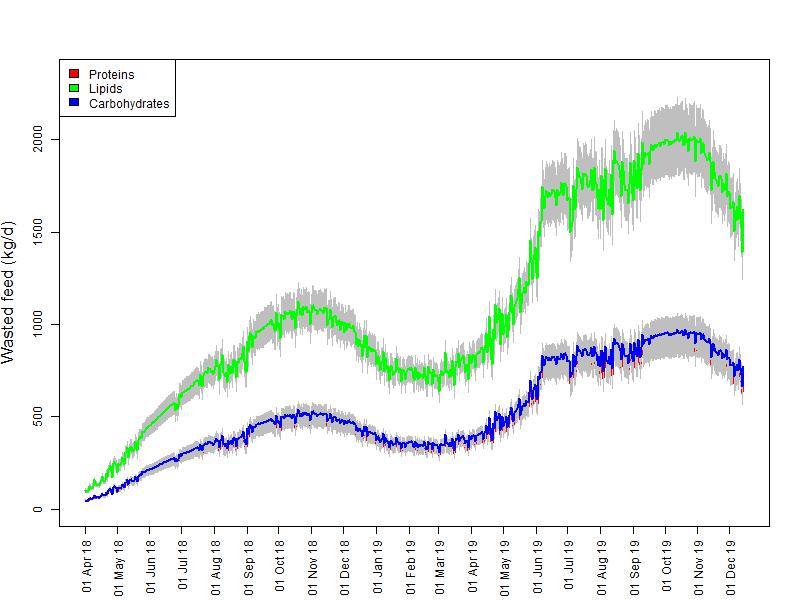 Proteins
Lipids
Carbohydrates
Wasted feed (kg/d)
2000
1500
1000
500
0
01 Apr 18
01 May 18
01 Jun 18
01 Jul 18
01 Aug 18
01 Sep 18
01 Oct 18
01 Nov 18
01 Dec 18
01 Jan 19
01 Feb 19
01 Mar 19
01 Apr 19
01 May 19
01 Jun 19
01 Jul 19
01 Aug 19
01 Sep 19
01 Oct 19
01 Nov 19
01 Dec 19